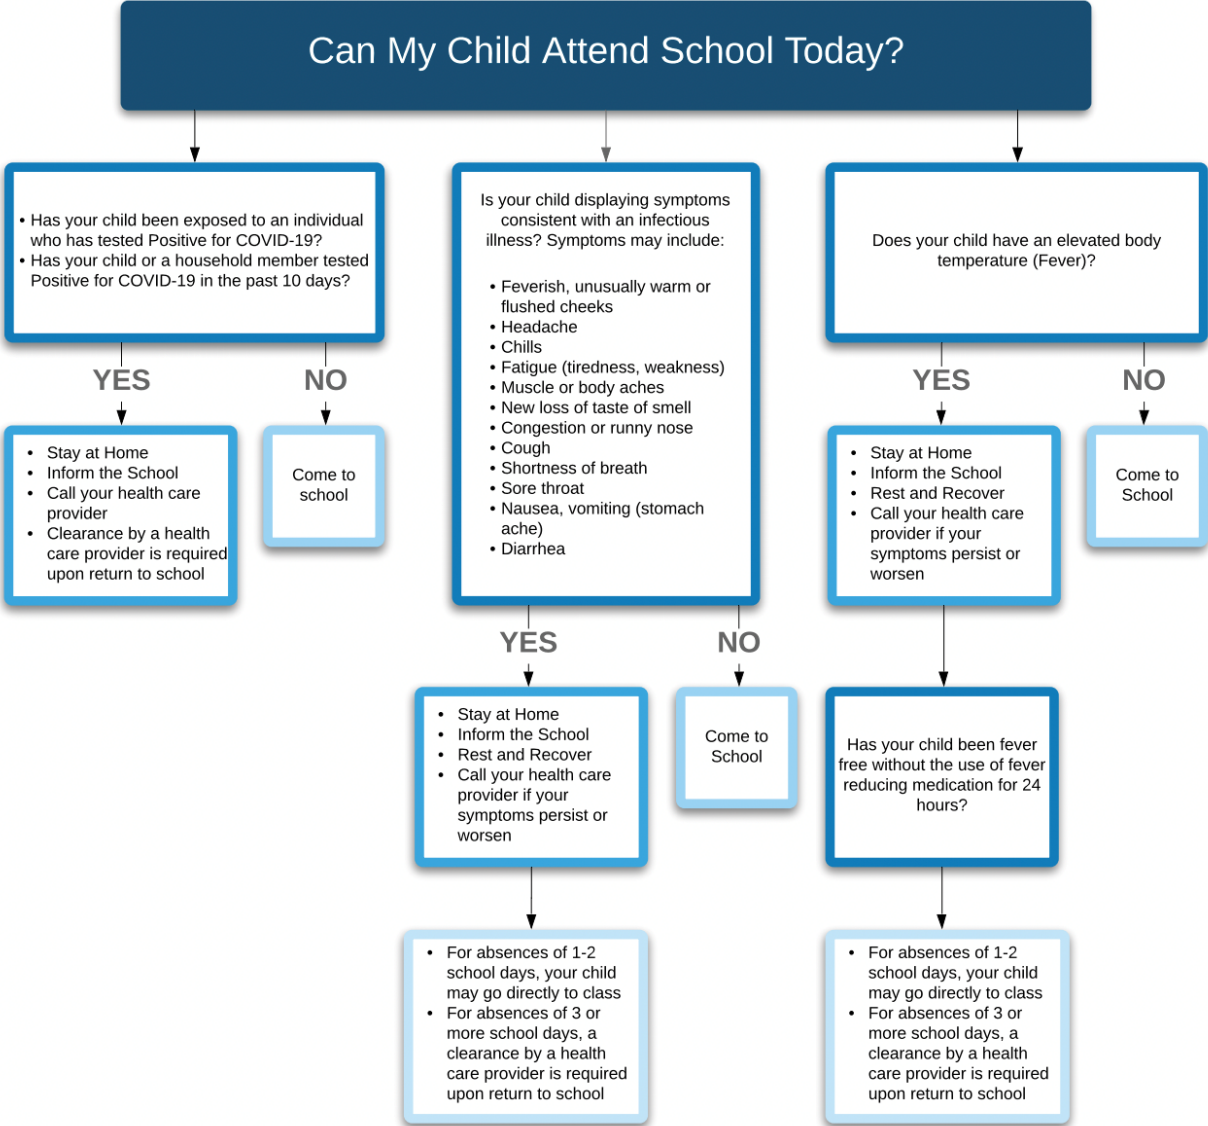 Can My Child Attend School Today?
• Has your child been exposed to an individual
who has tested Positive for COVID-19?
• Has your child or a household member tested
Positive for COVID-19 in the past 10 days?
YES
NO
• Stay at Home
• Inform the School
• Call your health care
provider
• Clearance by a health
care provider is required
upon return to school
Come to
school
Is your child displaying symptoms
consistent with an infectious
illness? Symptoms may include:
• Feverish, unusually warm or
flushed cheeks
• Headache
• Chills
• Fatigue (tiredness, weakness)
• Muscle or body aches
• New loss of taste of smell
• Congestion or runny nose
• Cough
• Shortness of breath
• Sore throat
• Nausea, vomiting (stomach
ache)
• Diarrhea
YES
NO
• Stay at Home
• Inform the School
• Rest and Recover
• Call your health care
provider if your
symptoms persist or
worsen
Come to
School
• For absences of 1-2
school days, your child
may go directly to class
• For absences of 3 or
more school days, a
clearance by a health
care provider is required
upon return to school
Does your child have an elevated body
temperature (Fever)?
YES
NO
• Stay at Home
• Inform the School
• Rest and Recover
• Call your health care
provider if your
symptoms persist or
worsen
Come to
School
Has your child been fever
free without the use of fever
reducing medication for 24
hours?
• For absences of 1-2
school days, your child
may go directly to class
• For absences of 3 or
more school days, a
clearance by a health
care provider is required
upon return to school